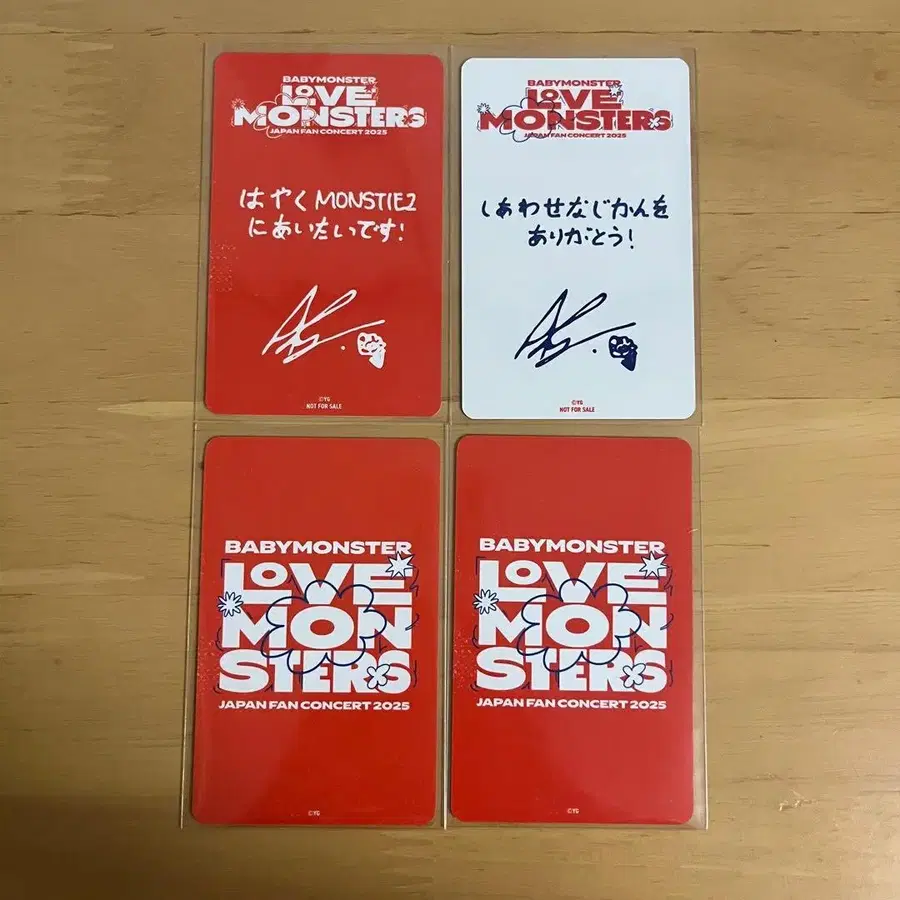 BABYMONSTER
LOVE
MONSTERS
JAPAN FAN CONCERT 2025
はやくMONSTIEZ
にあいたいです!
©YG
NOT FOR SALE
BABYMONSTER
LOVE
MONSTERS
JAPAN FAN CONCERT 2025
しあわせなじかんを
ありがとう!
©YG
NOT FOR SALE
BABYMONSTER
LOVE
MON
STERS
JAPAN FAN CONCERT 2025
©YG
BABYMONSTER
LOVE
MON
STERS
JAPAN FAN CONCERT 2025
©YG